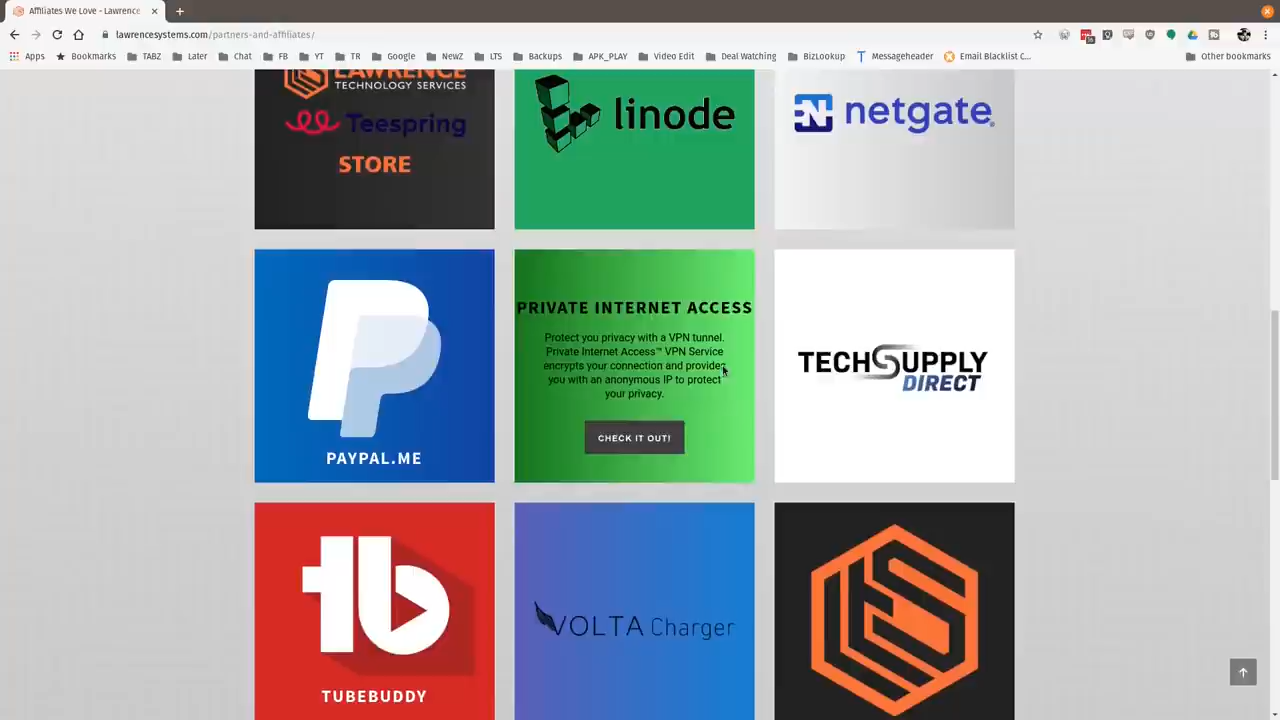 Affiliates We Love - Lawrence
lawrencesystems.com/partners-and-affiliates/
Apps Bookmarks TABZ Later Chat FB YT TR Google NewZ LTS Backups APK_PLAY Video Edit Deal Watching BizLookup Messageheader Email Blacklist C... Other bookmarks
LAWRENCE
TECHNOLOGY SERVICES
Teespring
STORE
linode
netgate
PAYPAL.ME
PRIVATE INTERNET ACCESS
Protect you privacy with a VPN tunnel.
Private Internet Access™ VPN Service
encrypts your connection and provides
you with an anonymous IP to protect
your privacy.
CHECK IT OUT!
TECHSUPPLY
DIRECT
tb
TUBEBUDDY
VOLTA Charger